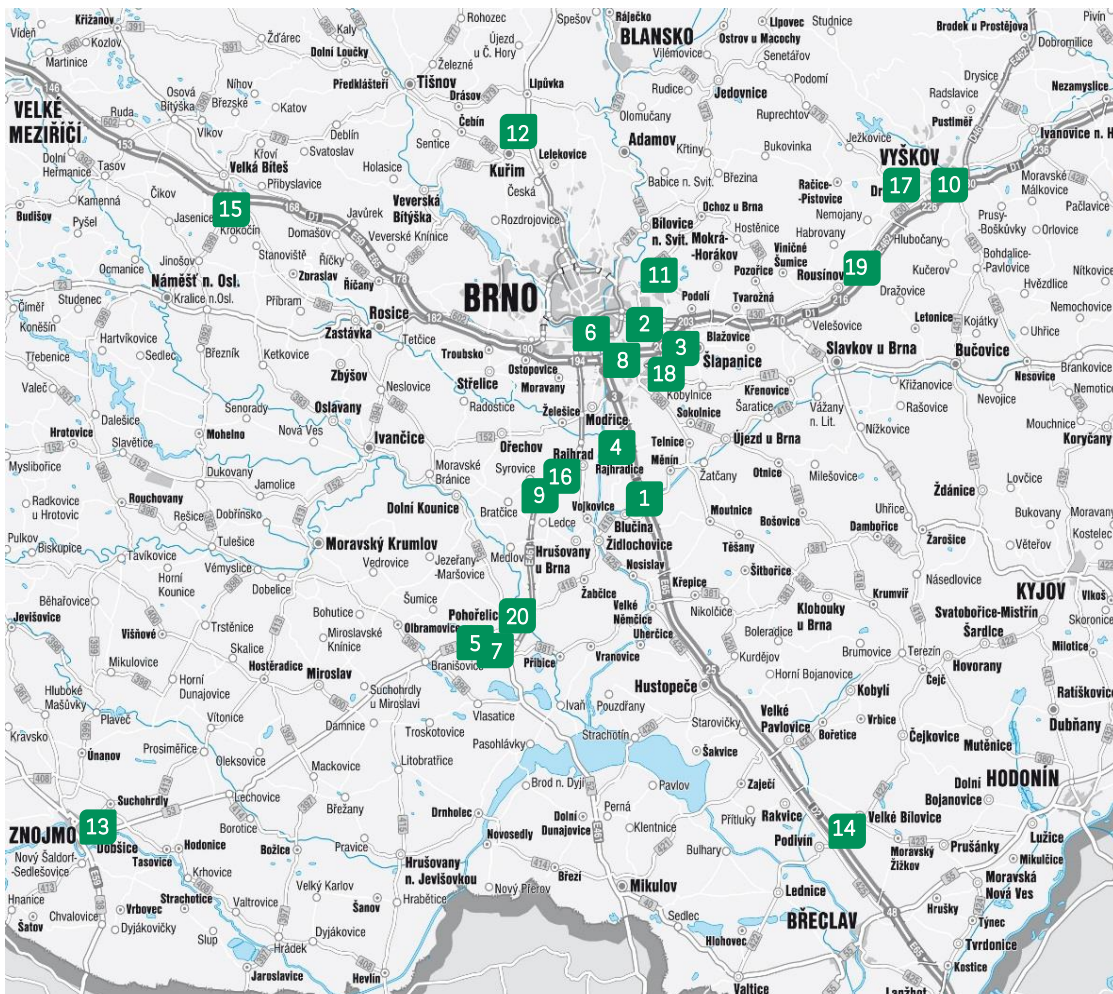 Vídeň
Křižanov
Kozlov
Martinice
Žďárec
Kaly
Dolní Loučky
Předklášteří
Železné
Rohozec
Újezd
u Č. Hory
Spešov
Ráječko
BLANSKO
Vilémovice
Lipovec
Ostrov u Macochy
Studnice
Senetářov
Brodek u Prostějova
Pivín
Dobromilice
VELKÉ
MEZIŘÍČÍ
Ruda
Osová
Bítýška
Vlkov
Níhov
Březské
Katov
Deblín
Tišnov
Drásov
Čebín
Sentice
Lipůvka
12
Kuřim
Lelekovice
Česká
Adamov
Rudice
Olomučany
Jedovnice
Křtiny
Podomí
Ruprechtov
Bukovinka
Drysice
Radslavice
Pustiměř
Ježkovice
Nezamyslice
Ivanovice n. H
Dolní
Heřmanice
Tasov
Křoví
Svatoslav
Holasice
Velká Bíteš
Přibyslavice
Babice n. Svit.
Březina
VYŠKOV
Račice-
Pístovice
17
10
Moravské
Málkovice
Budišov
Kamenná
Pyšel
Čikov
Jasenice
15
Krokočín
Domašov
Javůrek
Veverská
Bítýška
Veverské Knínice
Rozdrojovice
Bílovice
n. Svit.
Ochoz u Brna
Hostěnice
Mokrá-
Horákov
Nemojany
Habrovany
Hlubočany
Prusy-
Boškůvky
Pačlavice
Orlovice
Jinošov
Stanoviště
Říčky
Zbraslav
Říčany
BRNO
11
Pozořice
Viničné
Šumice
Rousínov
19
Kučerov
Bohdalice-
Pavlovice
Hvězdlice
Nítkovice
Ocmanice
Náměšť n. Osl.
Kralice n.Osl.
Příbram
Zastávka
Rosice
Podolí
Tvarožná
Dražovice
Letonice
Nemochovice
Číměř
Studenec
Koněšín
Hartvíkovice
Třebenice
Sedlec
Březník
Ketkovice
Zbýšov
Tetčice
Troubsko
Střelice
Ostopovice
Moravany
6
2
8
3
18
Blažovice
Šlapanice
Kobylnice
Velešovice
Slavkov u Brna
Křenovice
Křižanovice
Rašovice
Kojátky
Uhřice
Bučovice
Nesovice
Nevojice
Brankovice
Nemotice
Valeč
Dalešice
Hrotovice
Slavětice
Senorady
Mohelno
Nová Ves
Oslavany
Neslovice
Radostice
Želešice
Modřice
Sokolnice
Šaratice
Vážany
n. Lit.
Nížkovice
Mouchnice
Koryčany
Myslibořice
Dukovany
Jamolice
Ivančice
Ořechov
Syrovice
Moravské
Bránice
Rajhrad
4
Rajhradice
Telnice
Měnín
Újezd u Brna
Otnice
Žatčany
Milešovice
Ždánice
Lovčice
Radkovice
u Hrotovic
Rouchovany
Rešice
Dobřínsko
Tulešice
Dolní Kounice
Bratčice
9
16
Ledce
Vojkovice
1
Blučina
Židlochovice
Moutnice
Těšany
Bošovice
Dambořice
Uhřice
Žarošice
Bukovany
Věteřov
Moravany
Kostelec
Pulkov
Biskupice
Tavíkovice
Horní
Kounice
Vémyslice
Dobelice
Moravský Krumlov
Vedrovice
Jezeřany-
Maršovice
Medlov
Hrušovany
u Brna
Nosislav
Křepice
Šitbořice
Násedlovice
KYJOV
Vlkoš
Běhařovice
Jevišovice
Višňové
Trstěnice
Bohutice
Miroslavské
Knínice
Šumice
Olbramovice
Pohořelice
20
Žabčice
Velké
Němčice
Uherčice
Nikolčice
Klobouky
u Brna
Krumvíř
Svatobořice-Mistřín
Šardice
Skoronice
Mikulovice
Horní
Dunajovice
Skalice
Hostěradice
Miroslav
Branišovice
5
7
Přibice
Vranovice
Boleradice
Kurdějov
Horní Bojanovice
Brumovice
Terezín
Čejč
Hovorany
Milotice
Hluboké
Mašůvky
Plaveč
Vítonice
Suchohrdly
u Miroslavi
Damnice
Vlasatice
Ivaň
Pouzdřany
Hustopeče
Kobylí
Vrbice
Ratíškovice
Dubňany
Kravsko
Únanov
Prosiměřice
Oleksovice
Mackovice
Troskotovice
Litobratřice
Pasohlávky
Strachotín
Starovičky
Šakvice
Velké
Pavlovice
Bořetice
Čejkovice
Mutěnice
HODONÍN
Suchohrdly
Lechovice
Břežany
Drnholec
Brod n. Dyjí
Pavlov
Zaječí
Dolní
Bojanovice
ZNOJMO
13
Dobšice
Borotice
Božice
Pravice
Novosedly
Dolní
Dunajovice
Perná
Klentnice
Přítluky
Rakvice
Podivín
14
Velké Bílovice
Lužice
Nový Šaldorf-
Sedlešovice
Tasovice
Hodonice
Krhovice
Hrušovany
n. Jevišovkou
Březí
Bulhary
Moravský
Žižkov
Prušánky
Mikulčice
Hnanice
Strachotice
Valtrovice
Velký Karlov
Šanov
Hrabětice
Nový Přerov
Mikulov
Lednice
Moravská
Nová Ves
Šatov
Chvalovice
Vrbovec
Dyjákovičky
Slup
Hrádek
Dyjákovice
Sedlec
BŘECLAV
Hrušky
Týnec
Hlohovec
Tvrdonice
Jaroslavice
Hevlín
Valtice
Kostice
Lanžhot